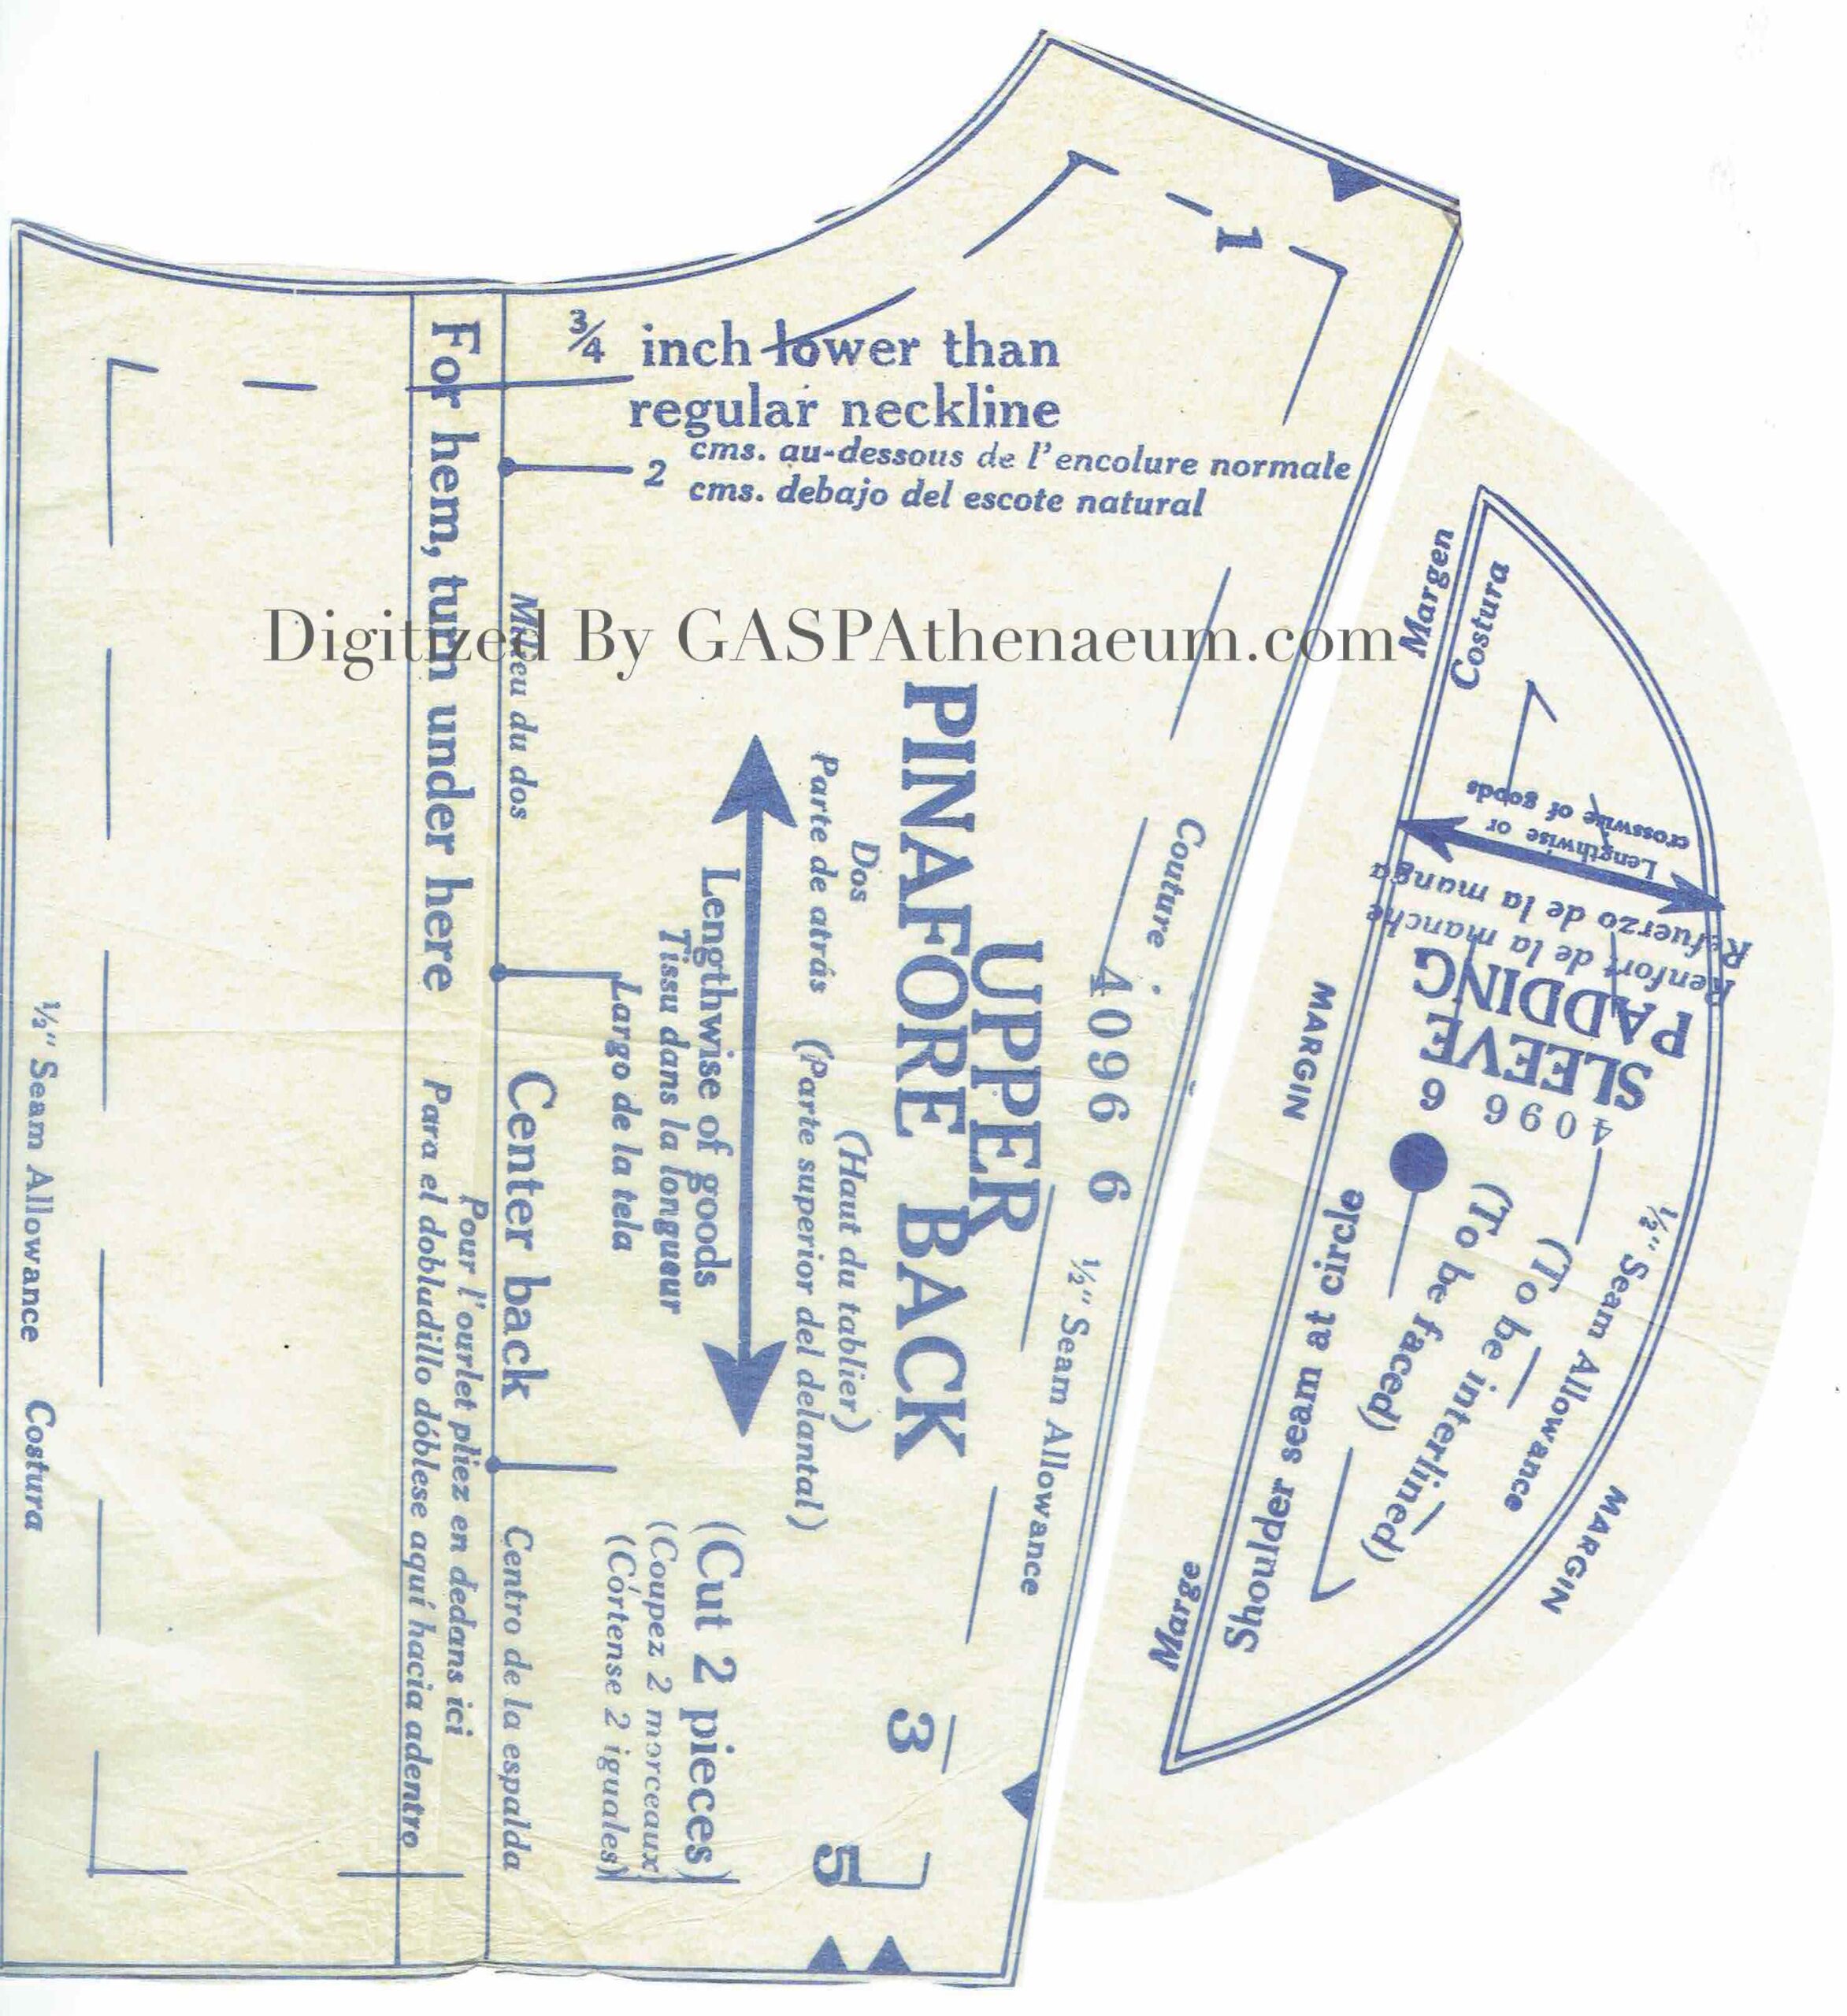 1
¾ inch lower than
regular neckline
2 cms. au-dessous de l'encolure normale
cms. debajo del escote natural
Digitized By GASPAthenaeum.com
UPPER
PINAFORE BACK
4096 6
Dos (Haut du tablier)
Parte de atrás (Parte superior del delantal)
Lengthwise of goods
Tissu dans la longueur
Largo de la tela
(Cut 2 pieces)
(Coupez 2 morceaux)
(Córtense 2 iguales)
3
5
Couture ½" Seam Allowance
Milieu du dos Center back Centro de la espalda
For hem, turn under here
Pour l'ourlet pliez en dedans ici
Para el dobludillo dóblese aquí hacia adentro
½" Seam Allowance Costura
Margen
Costura
MARGIN
Marge
Shoulder seam at circle
4096 6
SLEEVE
PADDING
Renfort de la manche
Refuerzo de la manga
Lengthwise or
crosswise of goods
(To be faced)
(To be interlined)
½" Seam Allowance
MARGIN